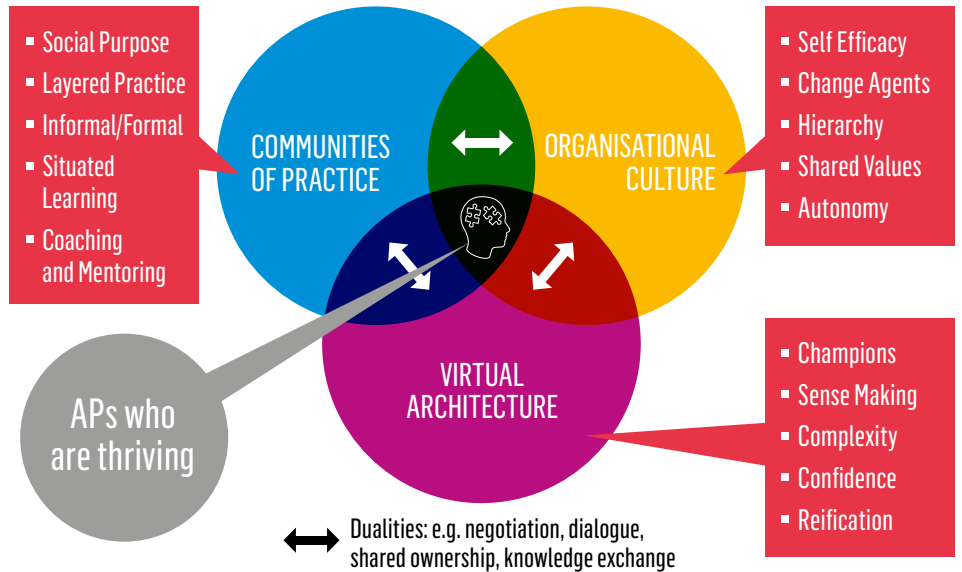 Social Purpose
Layered Practice
Informal/Formal
Situated
Learning
Coaching
and Mentoring
COMMUNITIES
OF PRACTICE
ORGANISATIONAL
CULTURE
Self Efficacy
Change Agents
Hierarchy
Shared Values
Autonomy
APs who
are thriving
VIRTUAL
ARCHITECTURE
Champions
Sense Making
Complexity
Confidence
Reification
Dualities: e.g. negotiation, dialogue,
shared ownership, knowledge exchange